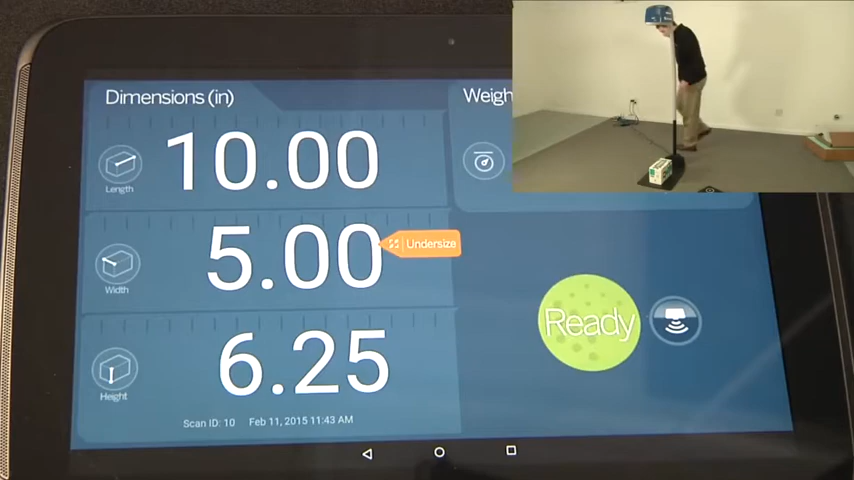 Dimensions (in)
Weigh
10.00
Length
5.00
Undersize
Width
Ready
6.25
Height
Scan ID: 10 Feb 11, 2015 11:43 AM